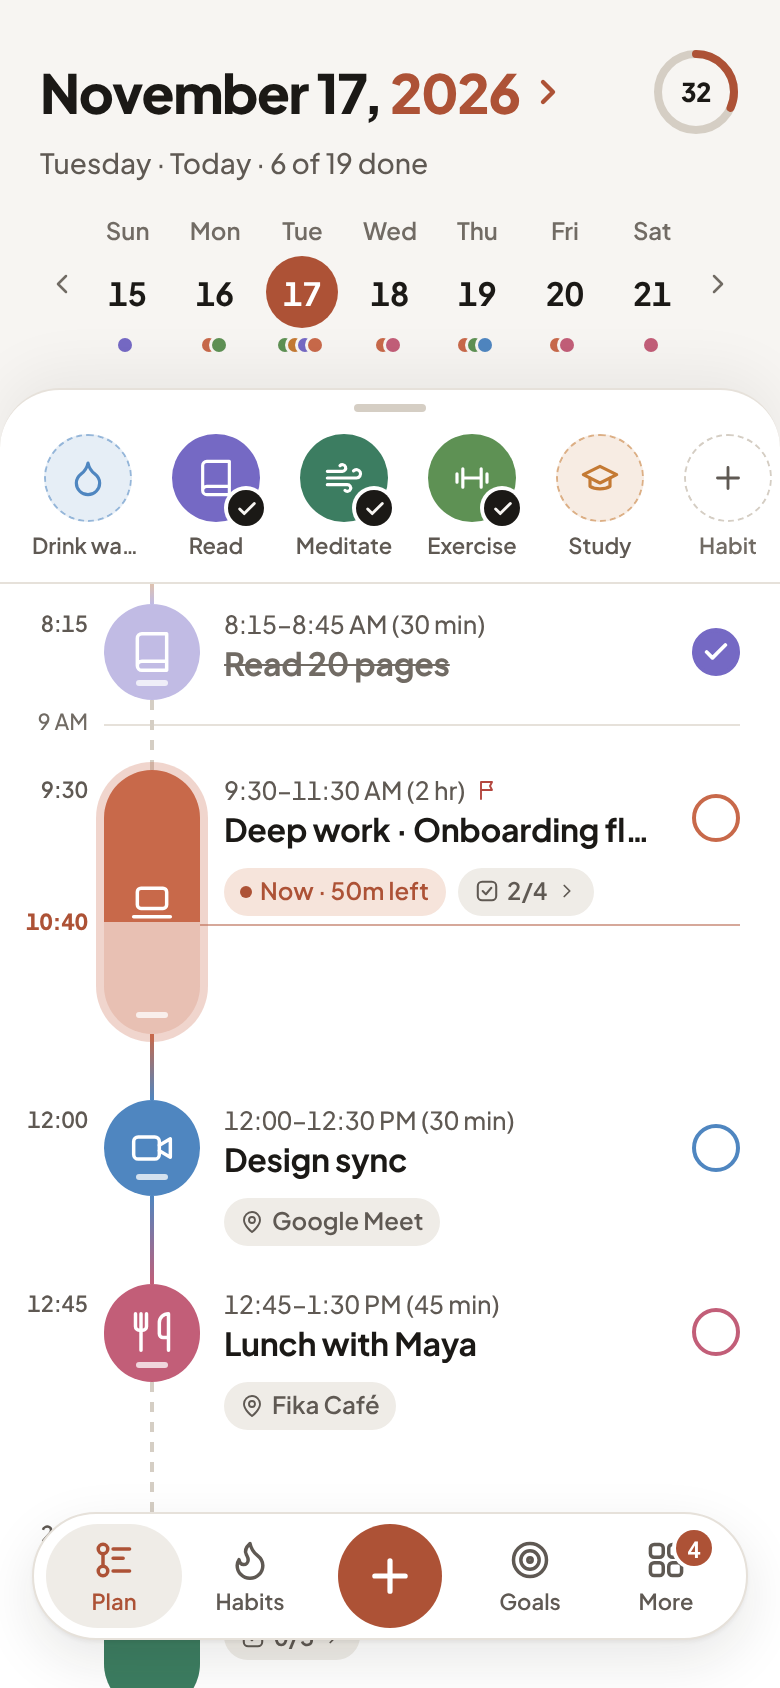 November 17, 2026
32
Tuesday · Today · 6 of 19 done
Sun Mon Tue Wed Thu Fri Sat
15 16 17 18 19 20 21
Drink wa... Read Meditate Exercise Study Habit
8:15
8:15–8:45 AM (30 min)
Read 20 pages
9 AM
9:30
9:30–11:30 AM (2 hr)
Deep work · Onboarding fl...
Now · 50m left
2/4
10:40
12:00
12:00–12:30 PM (30 min)
Design sync
Google Meet
12:45
12:45–1:30 PM (45 min)
Lunch with Maya
Fika Café
4
Plan Habits Goals More